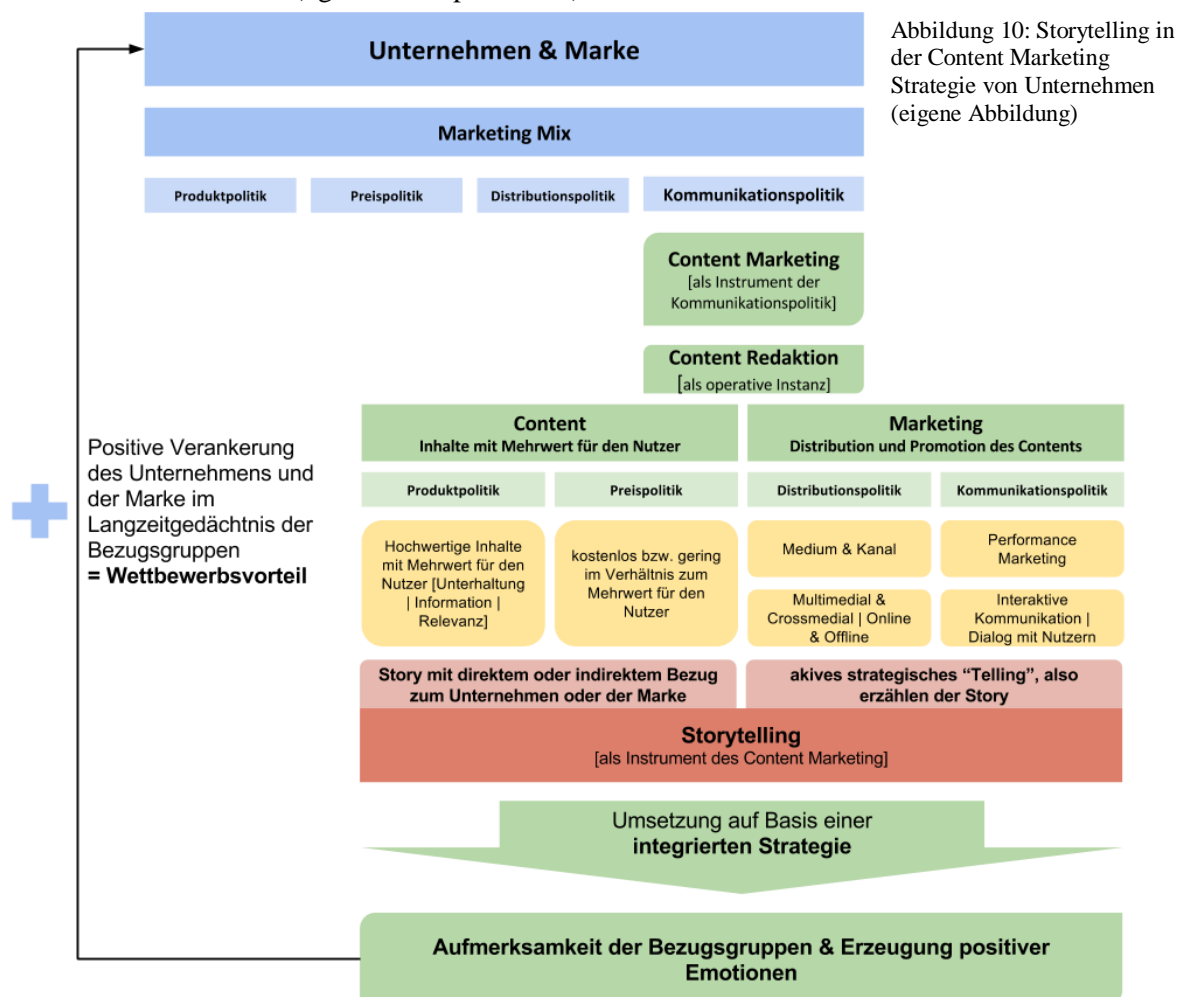 Abbildung 10: Storytelling in
der Content Marketing
Strategie von Unternehmen
(eigene Abbildung)
Unternehmen & Marke
Marketing Mix
Produktpolitik
Preispolitik
Distributionspolitik
Kommunikationspolitik
Content Marketing
[als Instrument der
Kommunikationspolitik]
Content Redaktion
[als operative Instanz]
Content
Inhalte mit Mehrwert für den Nutzer
Marketing
Distribution und Promotion des Contents
Produktpolitik
Preispolitik
Distributionspolitik
Kommunikationspolitik
Hochwertige Inhalte
mit Mehrwert für den
Nutzer [Unterhaltung
| Information |
Relevanz]
kostenlos bzw. gering
im Verhältnis zum
Mehrwert für den
Nutzer
Medium & Kanal
Performance
Marketing
Multimedial &
Crossmedial | Online
& Offline
Interaktive
Kommunikation |
Dialog mit Nutzern
Story mit direktem oder indirektem Bezug
zum Unternehmen oder der Marke
akives strategisches “Telling”, also
erzählen der Story
Storytelling
[als Instrument des Content Marketing]
Umsetzung auf Basis einer
integrierten Strategie
Aufmerksamkeit der Bezugsgruppen & Erzeugung positiver
Emotionen
Positive Verankerung
des Unternehmens und
der Marke im
Langzeitgedächtnis der
Bezugsgruppen
= Wettbewerbsvorteil